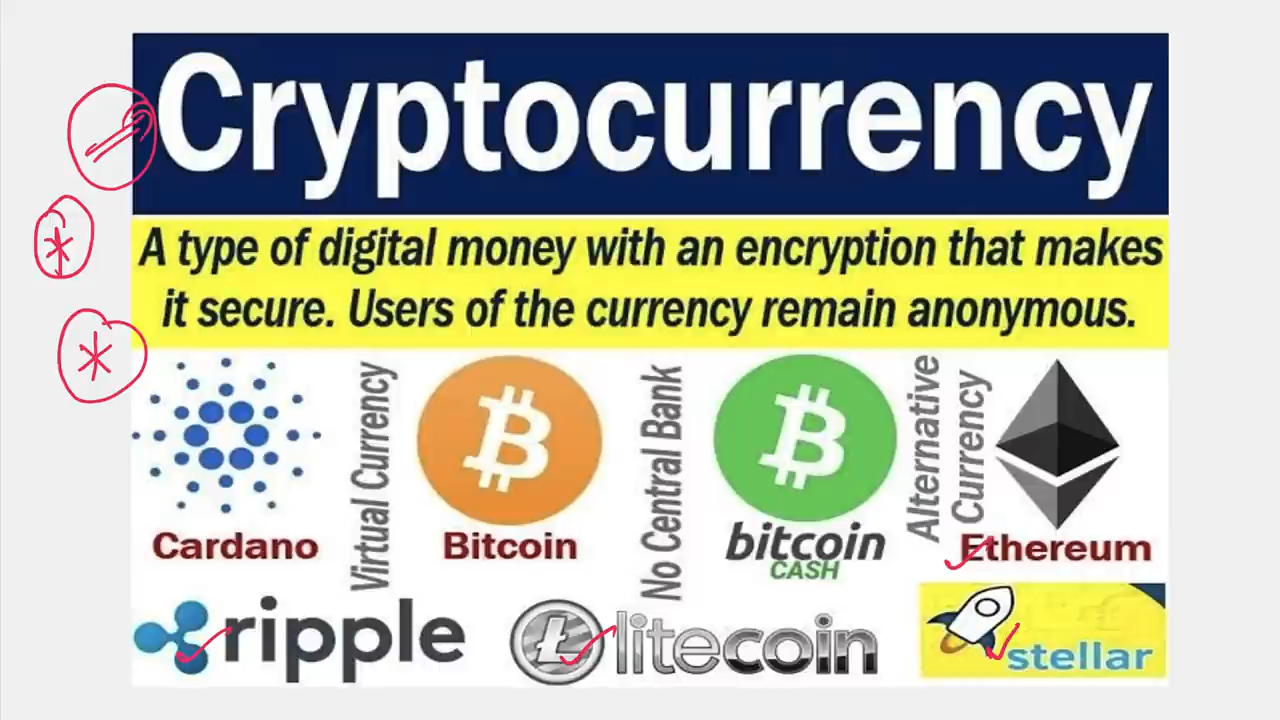 Cryptocurrency
A type of digital money with an encryption that makes
it secure. Users of the currency remain anonymous.
Cardano
Virtual Currency
Bitcoin
No Central Bank
bitcoin
CASH
Alternative
Currency
Ethereum
ripple
litecoin
stellar